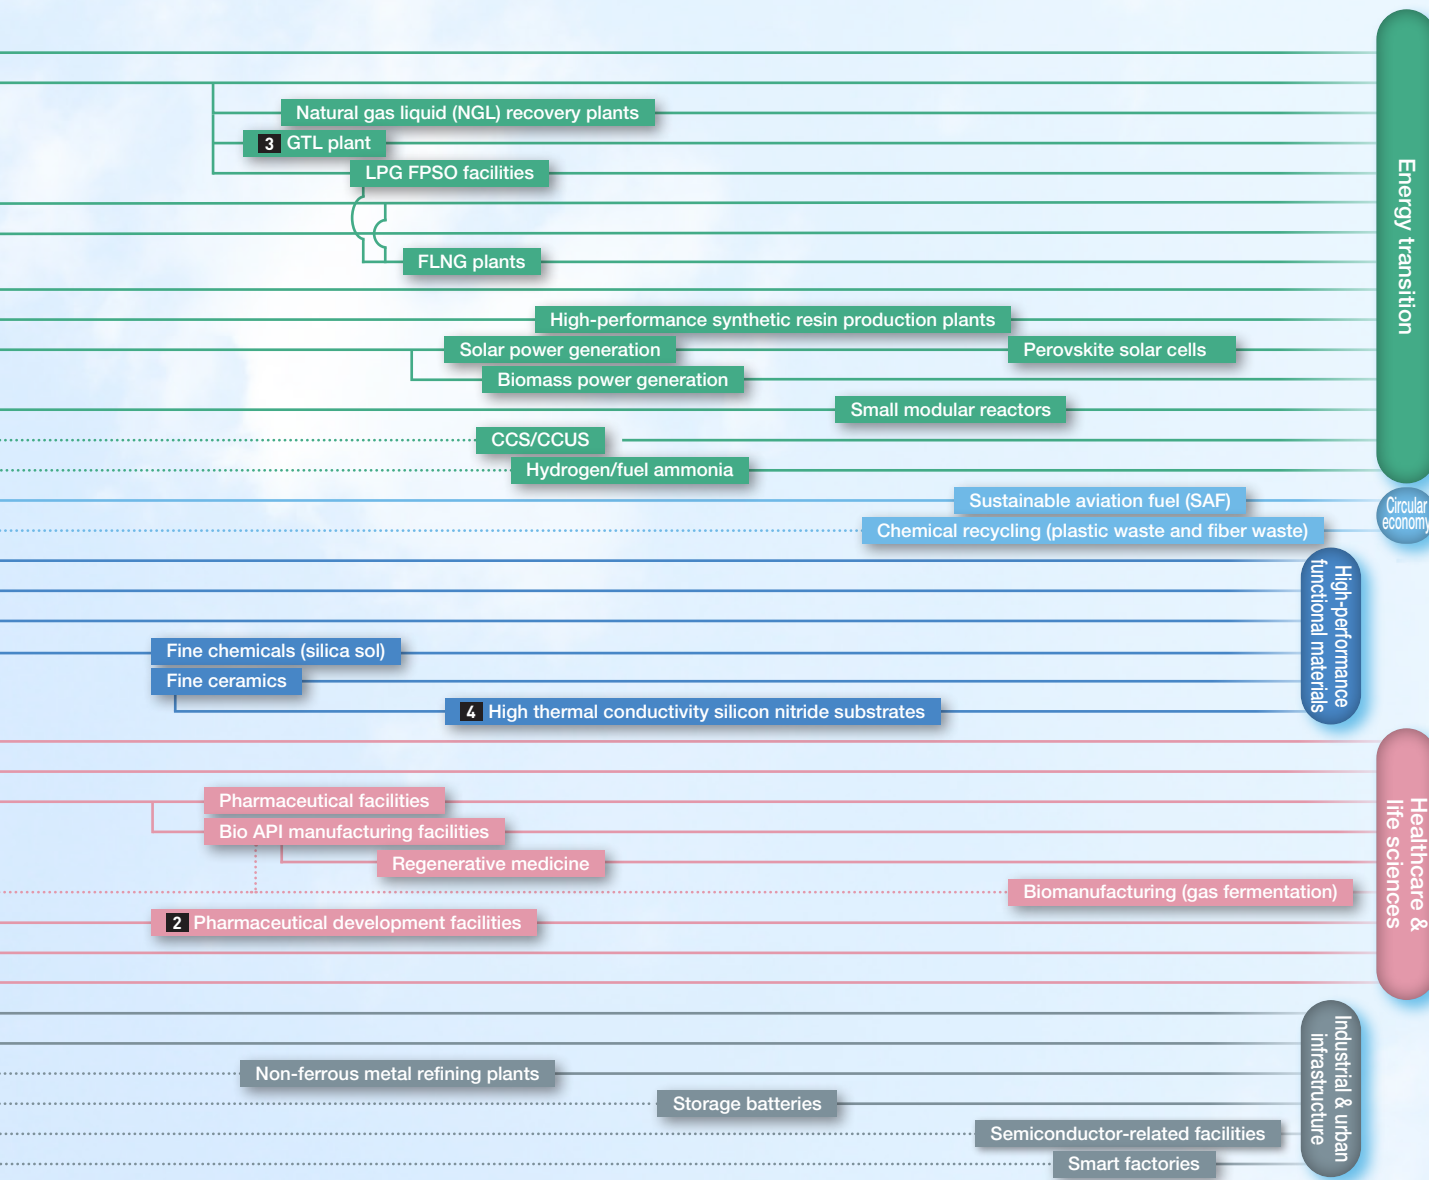 Natural gas liquid (NGL) recovery plants
3 GTL plant
LPG FPSO facilities
FLNG plants
High-performance synthetic resin production plants
Solar power generation
Perovskite solar cells
Biomass power generation
Small modular reactors
CCS/CCUS
Hydrogen/fuel ammonia
Energy transition
Sustainable aviation fuel (SAF)
Chemical recycling (plastic waste and fiber waste)
Circular
economy
Fine chemicals (silica sol)
Fine ceramics
4 High thermal conductivity silicon nitride substrates
High-performance
functional materials
Pharmaceutical facilities
Bio API manufacturing facilities
Regenerative medicine
Biomanufacturing (gas fermentation)
2 Pharmaceutical development facilities
Healthcare &
life sciences
Non-ferrous metal refining plants
Storage batteries
Semiconductor-related facilities
Smart factories
Industrial & urban
infrastructure